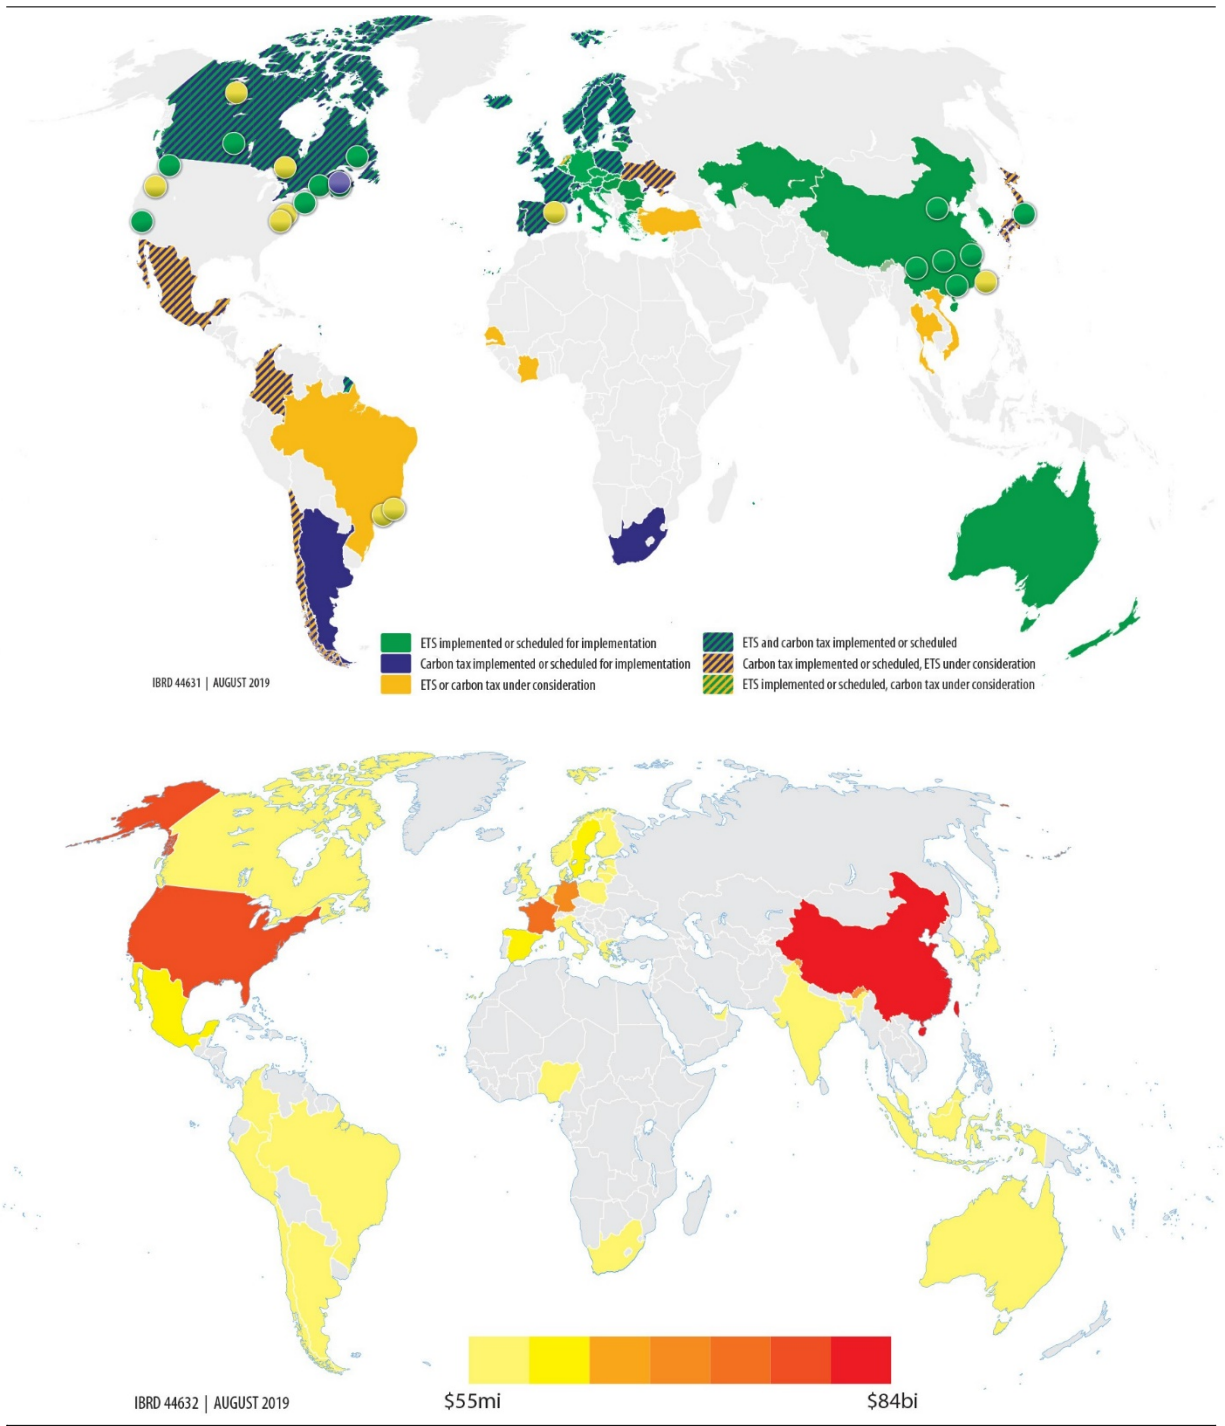 ETS implemented or scheduled for implementation
Carbon tax implemented or scheduled for implementation
ETS or carbon tax under consideration
ETS and carbon tax implemented or scheduled
Carbon tax implemented or scheduled, ETS under consideration
ETS implemented or scheduled, carbon tax under consideration
IBRD 44631 | AUGUST 2019
$55mi
$84bi
IBRD 44632 | AUGUST 2019